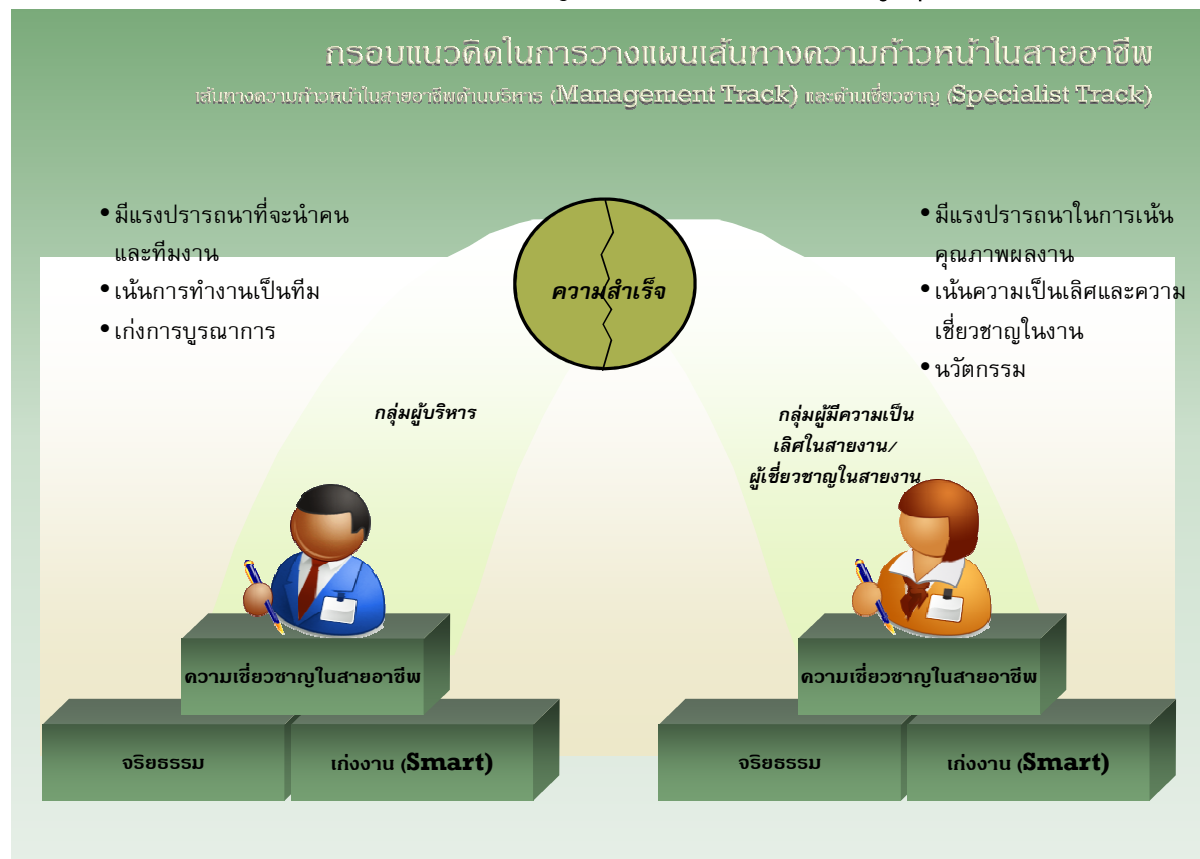 กรอบแนวคิดในการวางแผนเส้นทางความก้าวหน้าในสายอาชีพ
เส้นทางความก้าวหน้าในสายอาชีพด้านบริหาร (Management Track) และด้านเชี่ยวชาญ (Specialist Track)
• มีแรงปรารถนาที่จะนำคน
และทีมงาน
• เน้นการทำงานเป็นทีม
• เก่งการบูรณาการ
ความสำเร็จ
• มีแรงปรารถนาในการเน้น
คุณภาพผลงาน
• เน้นความเป็นเลิศและความ
เชี่ยวชาญในงาน
• นวัตกรรม
กลุ่มผู้บริหาร
กลุ่มผู้มีความเป็น
เลิศในสายงาน/
ผู้เชี่ยวชาญในสายงาน
ความเชี่ยวชาญในสายอาชีพ
จริยธรรม
เก่งงาน (Smart)
ความเชี่ยวชาญในสายอาชีพ
จริยธรรม
เก่งงาน (Smart)